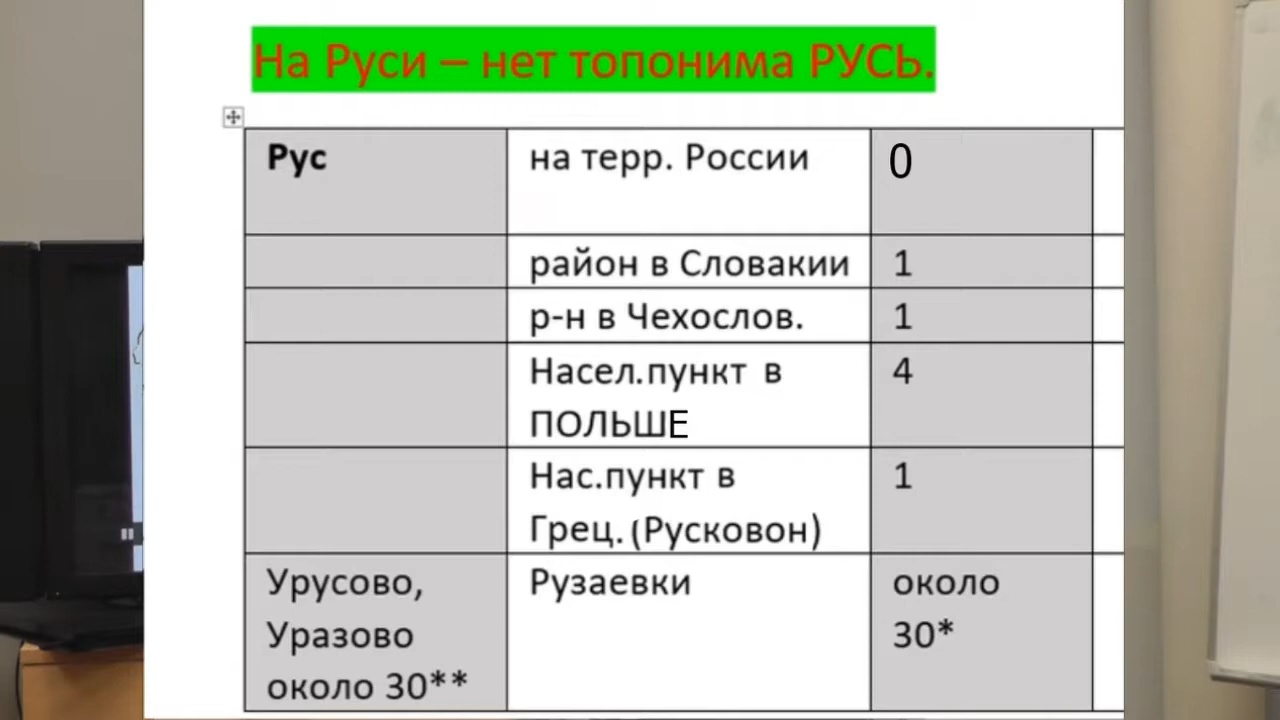 На Руси – нет топонима РУСЬ.
Рус на терр. России 0
район в Словакии 1
р-н в Чехослов. 1
Насел.пункт в 4
ПОЛЬШЕ
Нас.пункт в 1
Грец.(Русковон)
Урусово, Рузаевки около
Уразово 30*
около 30**